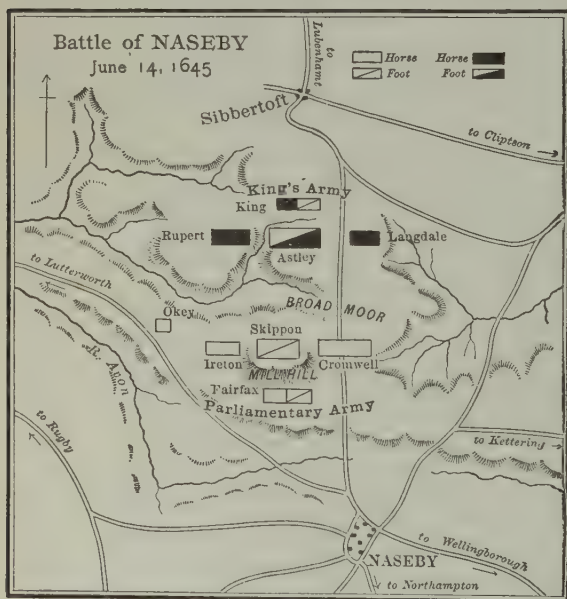 Battle of NASEBY
June 14, 1645
to
Lubenham
Horse
Foot
Horse
Foot
Sibbertoft
to Clipston
King's Army
King
Rupert
Astley
Langdale
to Lutterworth
BROAD MOOR
Okey
Skippon
Ireton
MILL HILL
Cromwell
Fairfax
Parliamentary Army
R. Avon
to Rugby
to Kettering
to Wellingborough
NASEBY
to Northampton